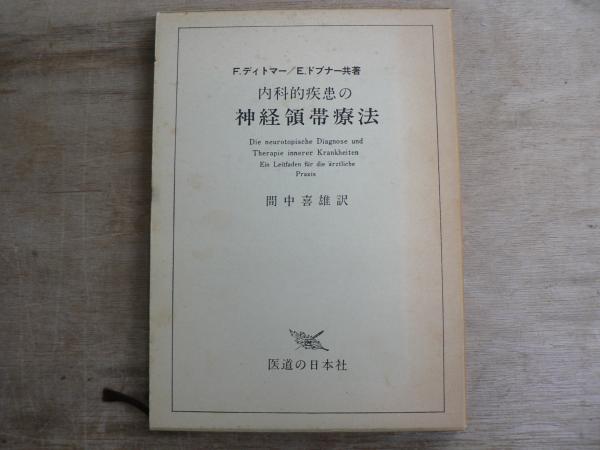 F.ディトマー/E.ドブナー共著
内科的疾患の
神経領帯療法
Die neurotopische Diagnose und
Therapie innerer Krankheiten
Ein Leitfaden für die ärztliche
Praxis
間中喜雄訳
医道の日本社